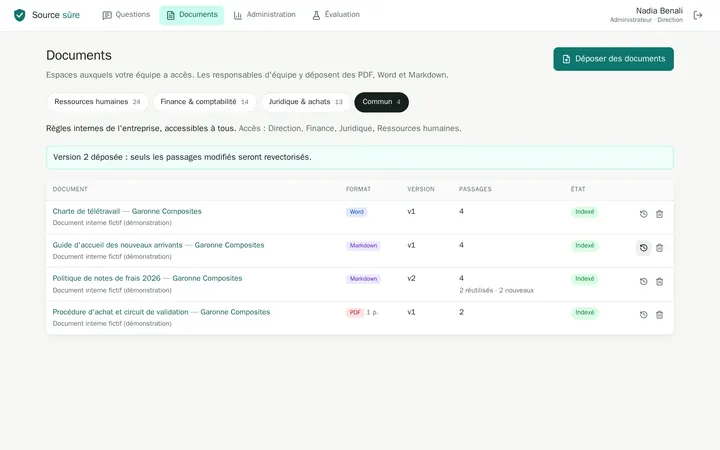 Source sûre
Questions
Documents
Administration
Évaluation
Nadia Benali
Administrateur · Direction
Documents
Déposer des documents
Espaces auxquels votre équipe a accès. Les responsables d'équipe y déposent des PDF, Word et Markdown.
Ressources humaines 24
Finance & comptabilité 14
Juridique & achats 13
Commun 4
Règles internes de l'entreprise, accessibles à tous. Accès : Direction, Finance, Juridique, Ressources humaines.
Version 2 déposée : seuls les passages modifiés seront revectorisés.
DOCUMENT FORMAT VERSION PASSAGES ÉTAT
Charte de télétravail — Garonne Composites Word v1 4 Indexé
Document interne fictif (démonstration)
Guide d'accueil des nouveaux arrivants — Garonne Composites Markdown v1 4 Indexé
Document interne fictif (démonstration)
Politique de notes de frais 2026 — Garonne Composites Markdown v2 4 Indexé
Document interne fictif (démonstration) 2 réutilisés · 2 nouveaux
Procédure d'achat et circuit de validation — Garonne Composites PDF 1 p. v1 2 Indexé
Document interne fictif (démonstration)